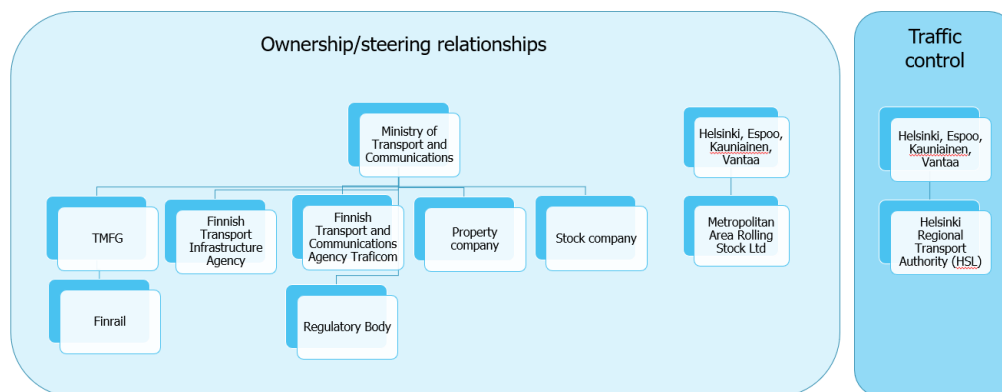 Ownership/steering relationships
Traffic
control
Ministry of
Transport and
Communications
Helsinki, Espoo,
Kauniainen,
Vantaa
Helsinki, Espoo,
Kauniainen,
Vantaa
TMFG
Finnish
Transport
Infrastructure
Agency
Finnish
Transport and
Communications
Agency Traficom
Property
company
Stock company
Metropolitan
Area Rolling
Stock Ltd
Helsinki
Regional
Transport
Authority (HSL)
Finrail
Regulatory Body